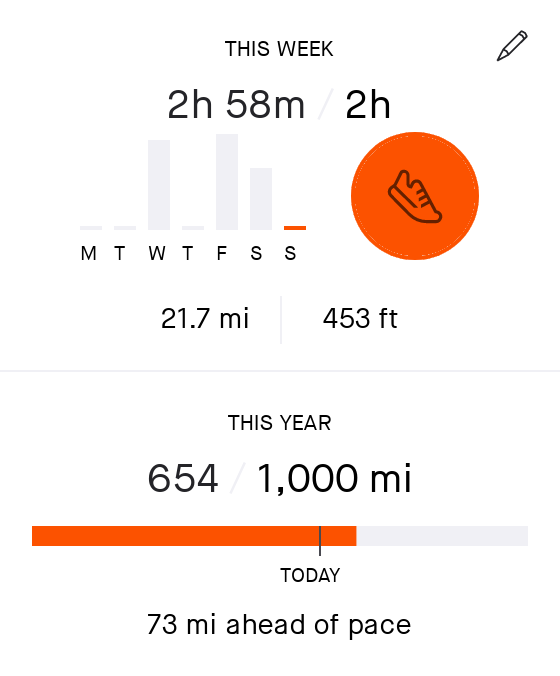 THIS WEEK
2h 58m / 2h
M T W T F S S
21.7 mi 453 ft
THIS YEAR
654 / 1,000 mi
TODAY
73 mi ahead of pace